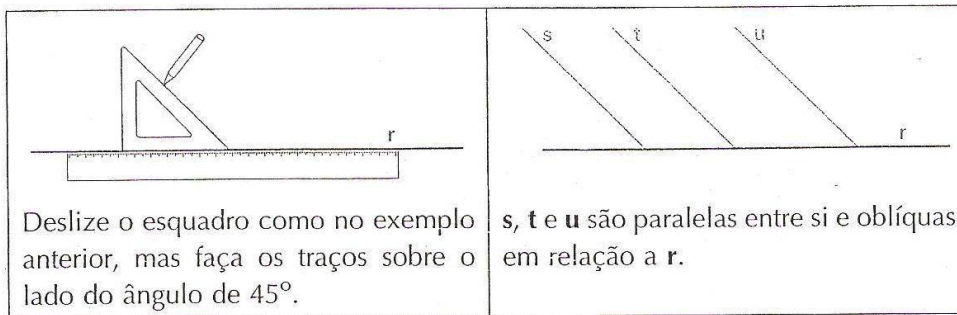 r
Deslize o esquadro como no exemplo
anterior, mas faça os traços sobre o
lado do ângulo de 45º.
s t u
r
s, t e u são paralelas entre si e oblíquas
em relação a r.